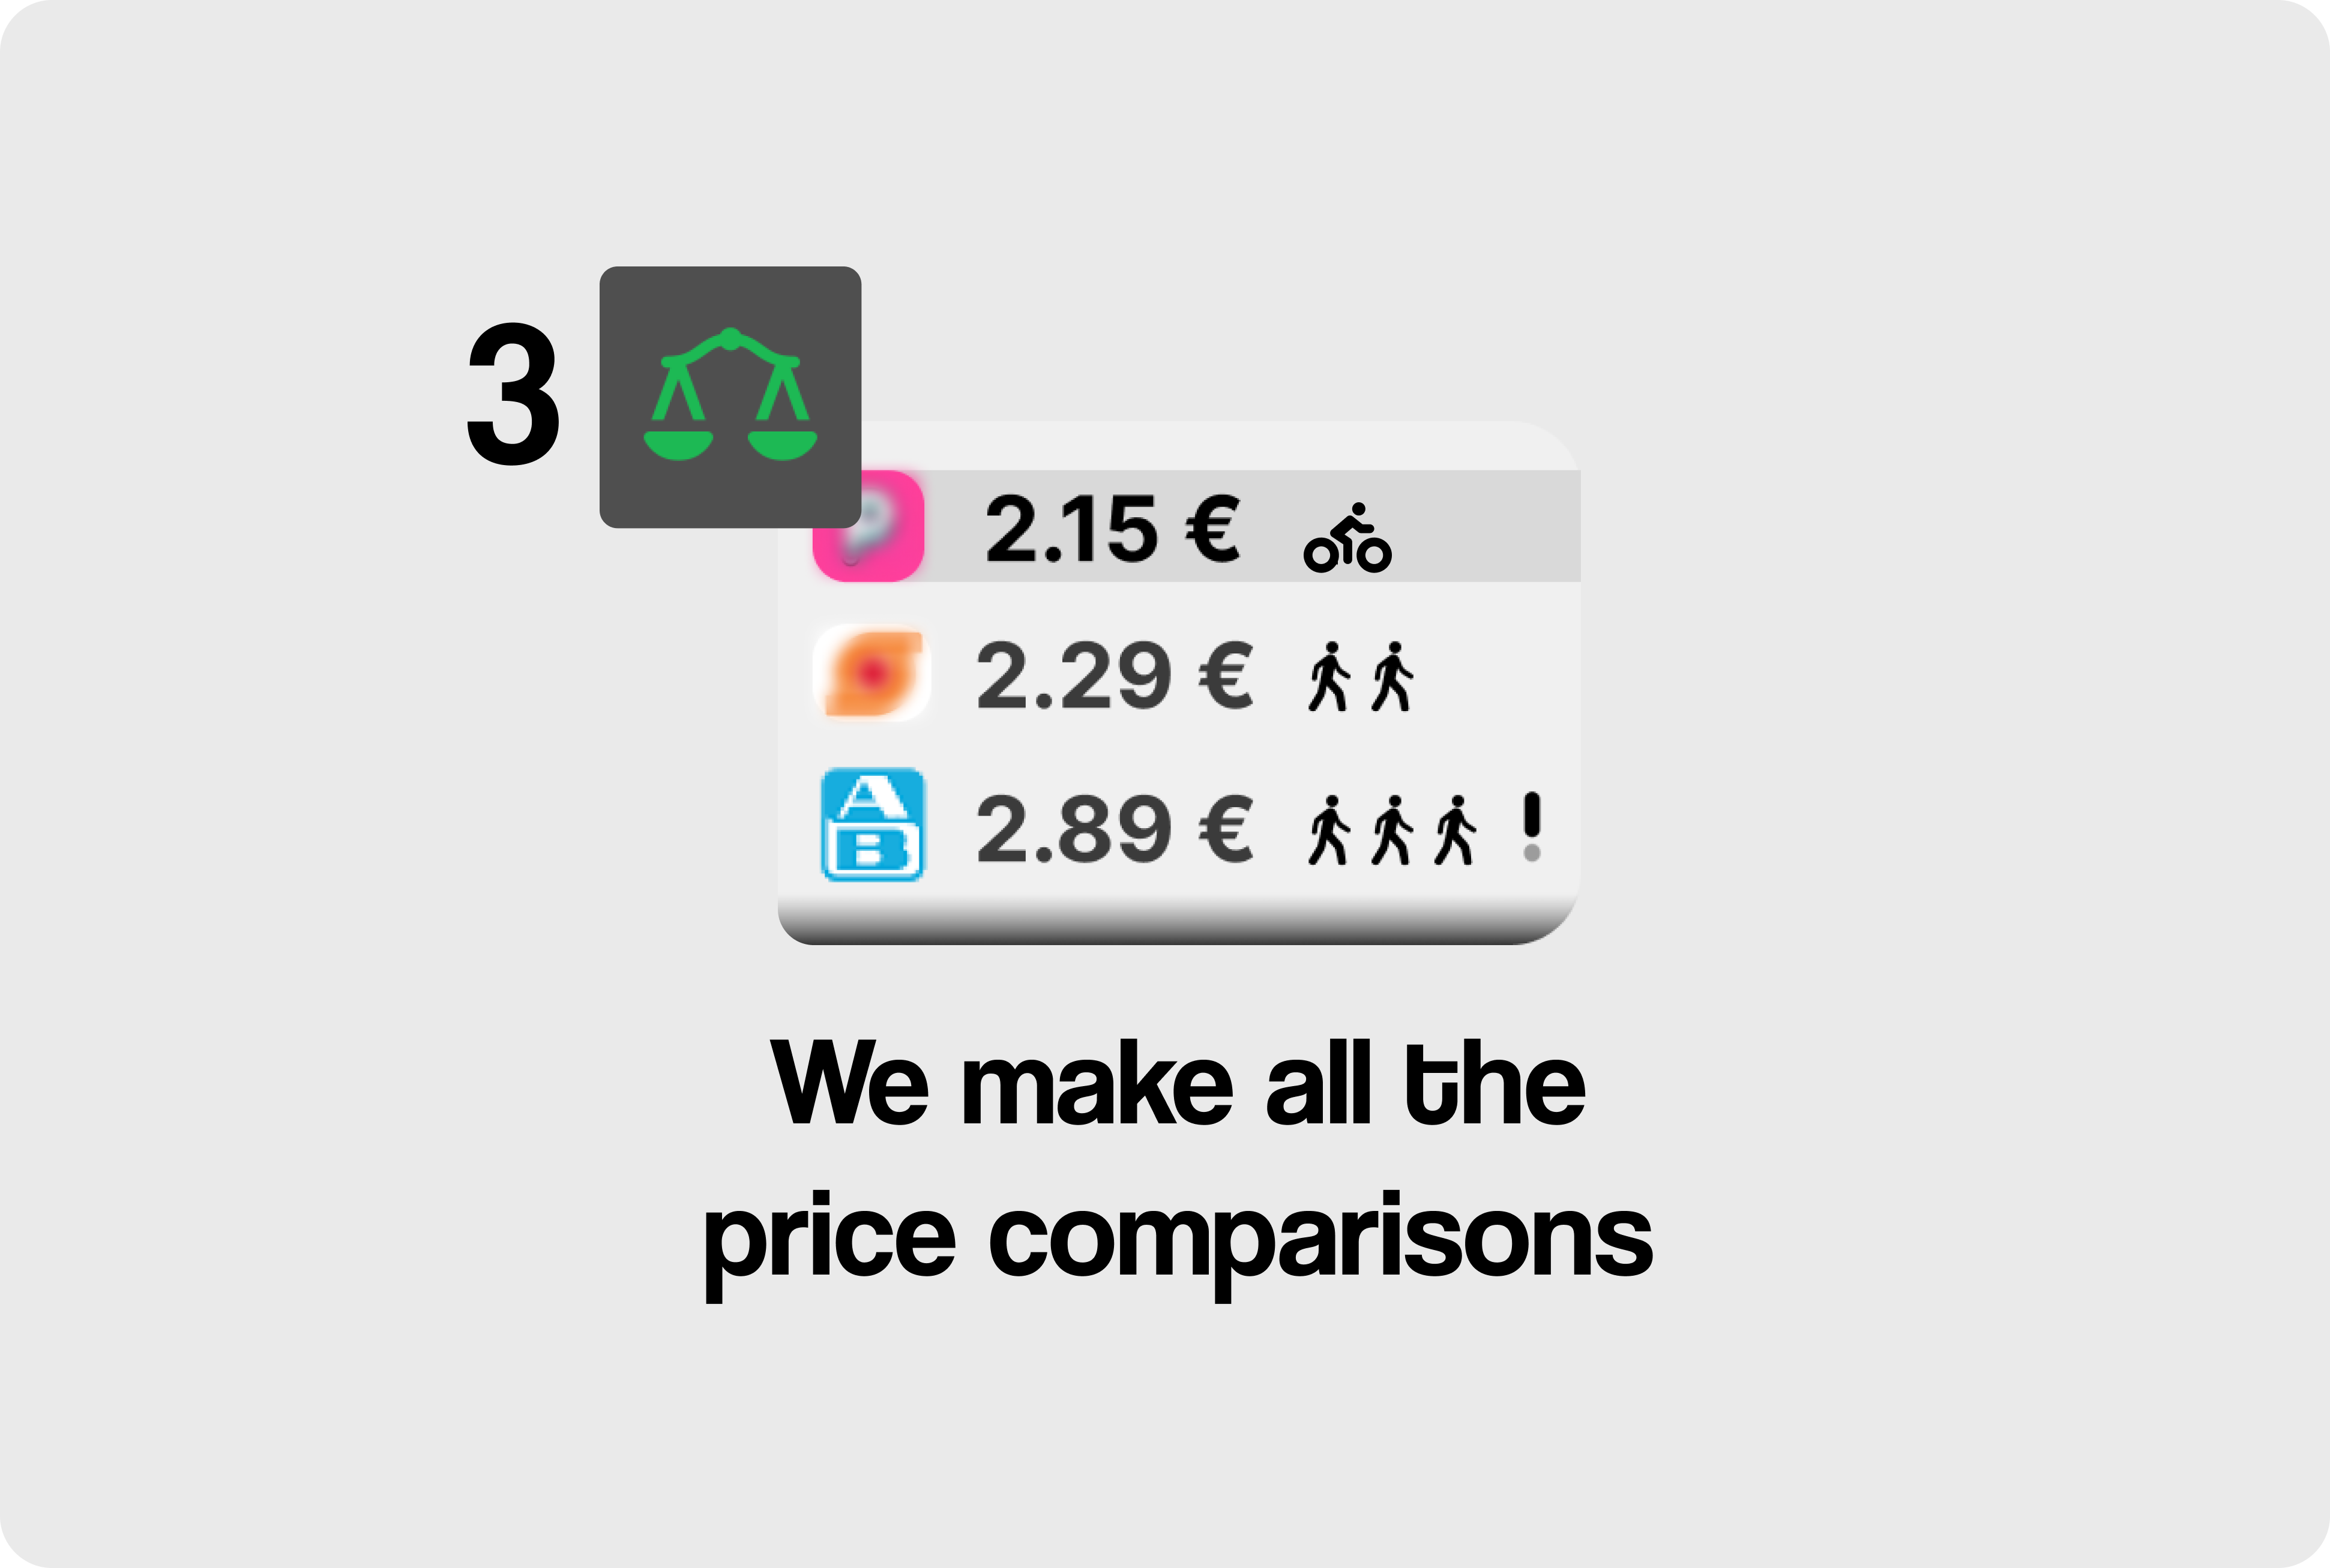 3
2.15 €
2.29 €
A
B
2.89 €
!
We make all the
price comparisons